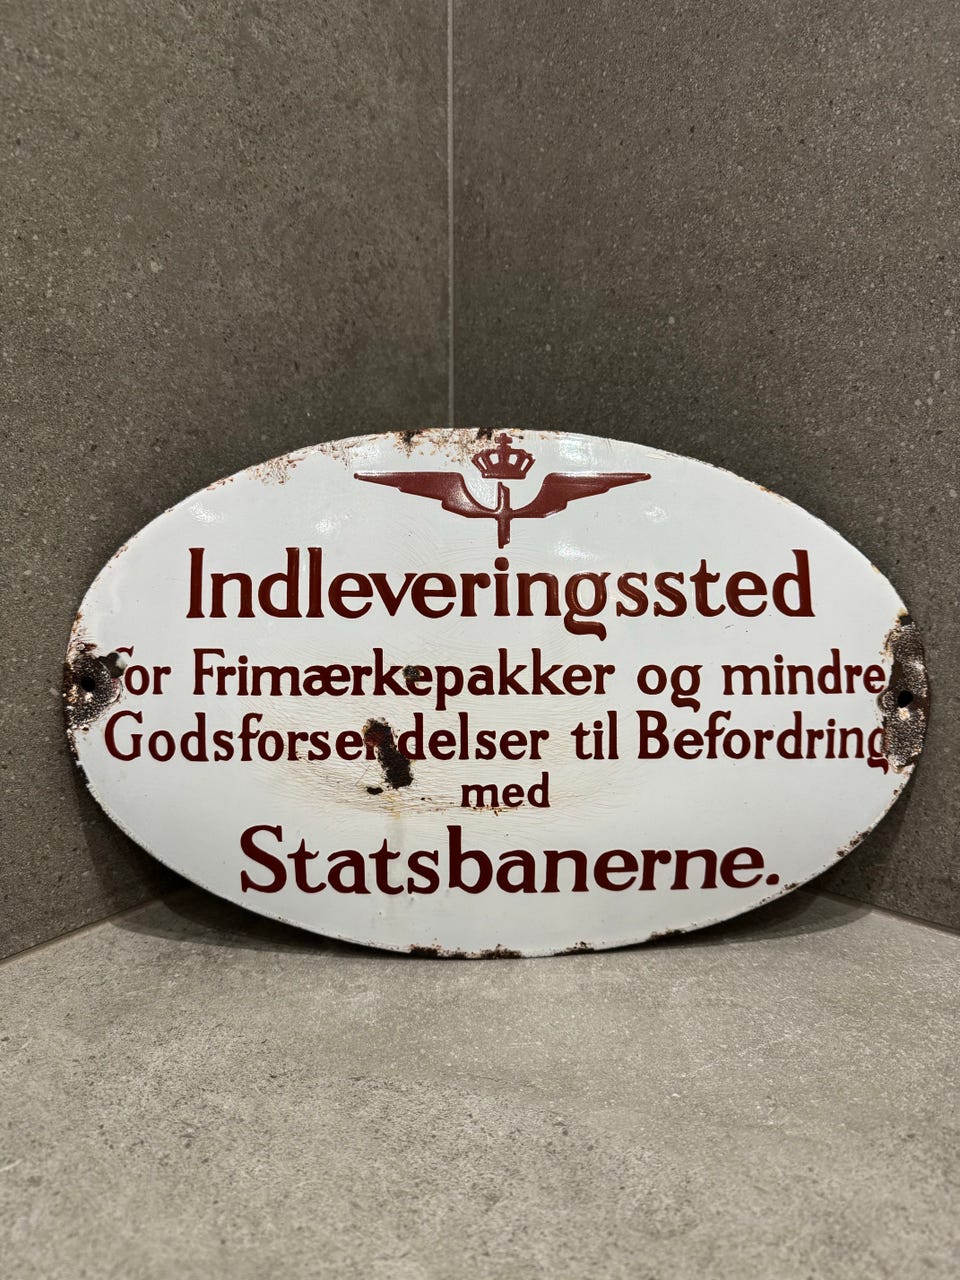 Indleveringssted
for Frimærkepakker og mindre
Godsforsendelser til Befordring
med
Statsbanerne.